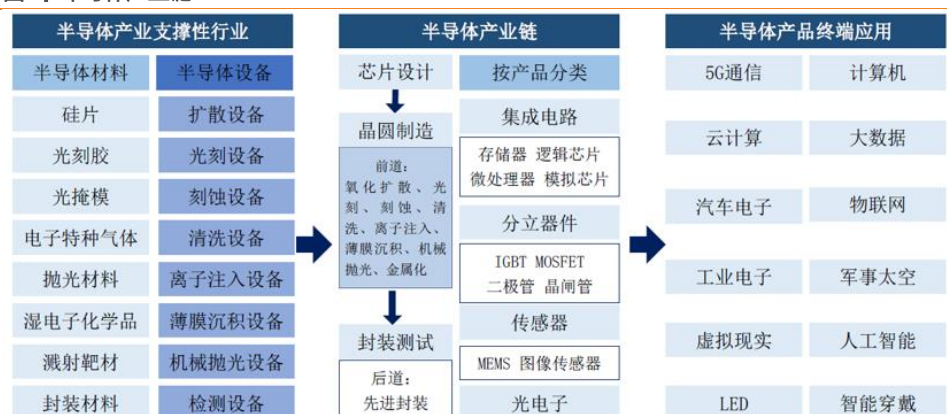 半导体产业支撑性行业
半导体材料
半导体设备
硅片
扩散设备
光刻胶
光刻设备
光掩模
刻蚀设备
电子特种气体
清洗设备
抛光材料
离子注入设备
湿电子化学品
薄膜沉积设备
溅射靶材
机械抛光设备
封装材料
检测设备
半导体产业链
芯片设计
晶圆制造
前道:
氧化扩散、光
刻、刻蚀、清
洗、离子注入、
薄膜沉积、机械
抛光、金属化
封装测试
后道:
先进封装
按产品分类
集成电路
存储器 逻辑芯片
微处理器 模拟芯片
分立器件
IGBT MOSFET
二极管 晶闸管
传感器
MEMS 图像传感器
光电子
半导体产品终端应用
5G通信
计算机
云计算
大数据
汽车电子
物联网
工业电子
军事太空
虚拟现实
人工智能
LED
智能穿戴